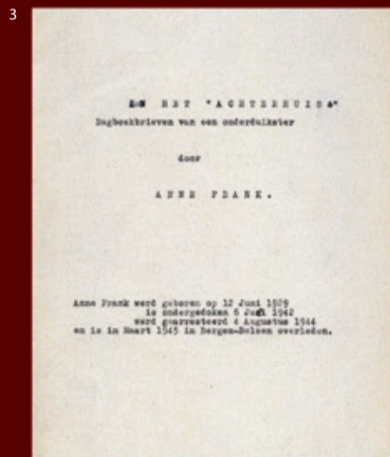 3
IN HET "ACHTERHUIS"
Dagboekbrieven van een onderduikster
door
ANNE FRANK.
Anne Frank werd geboren op 12 Juni 1929
is ondergedoken 6 Juli 1942
werd gearresteerd 4 Augustus 1944
en is in Maart 1945 in Bergen-Belsen overleden.